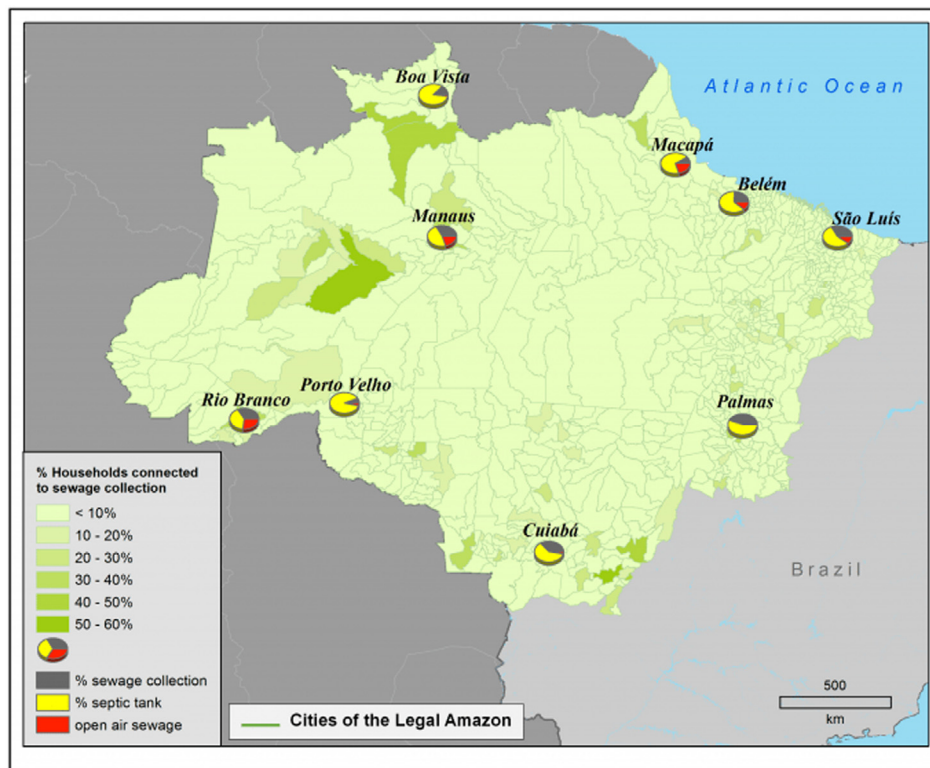 Boa Vista
Atlantic Ocean
Macapá
Belém
Manaus
São Luís
Porto Velho
Rio Branco
Palmas
Cuiabá
Brazil
% Households connected
to sewage collection
< 10%
10 - 20%
20 - 30%
30 - 40%
40 - 50%
50 - 60%
% sewage collection
% septic tank
open air sewage
Cities of the Legal Amazon
500
km